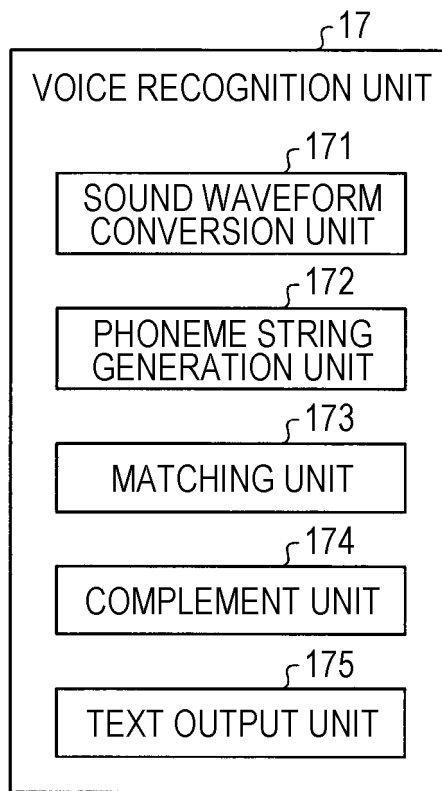 17
VOICE RECOGNITION UNIT
171
SOUND WAVEFORM
CONVERSION UNIT
172
PHONEME STRING
GENERATION UNIT
173
MATCHING UNIT
174
COMPLEMENT UNIT
175
TEXT OUTPUT UNIT